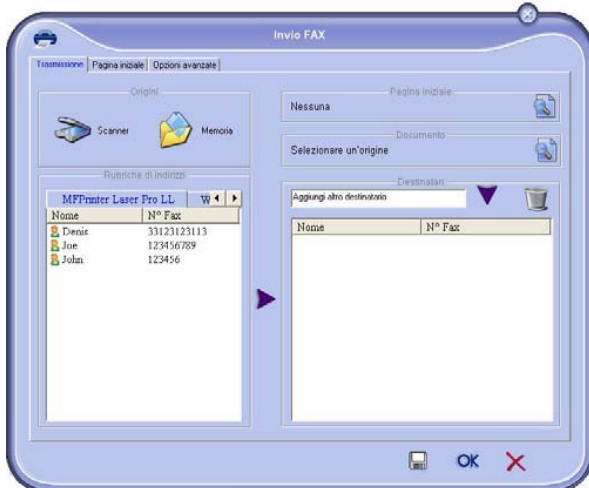 Invio FAX
Trasmissione Pagina iniziale Opzioni avanzate
Origini
Scanner Memoria
Pagina iniziale
Nessuna
Documento
Selezionare un'origine
Rubriche di indirizzi
MFPrinter Laser Pro LL W
Nome N° Fax
Denis 33123123113
Joe 123456789
John 123456
Destinatari
Aggiungi altro destinatario
Nome N° Fax
OK